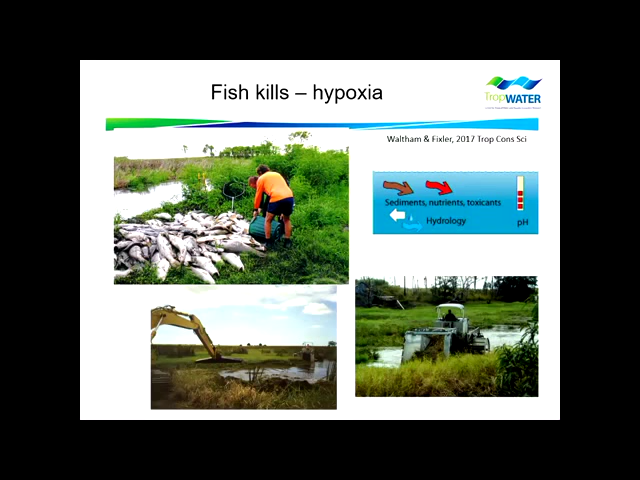 Fish kills – hypoxia
TropWATER
Waltham & Fixler, 2017 Trop Cons Sci
Sediments, nutrients, toxicants
Hydrology
pH